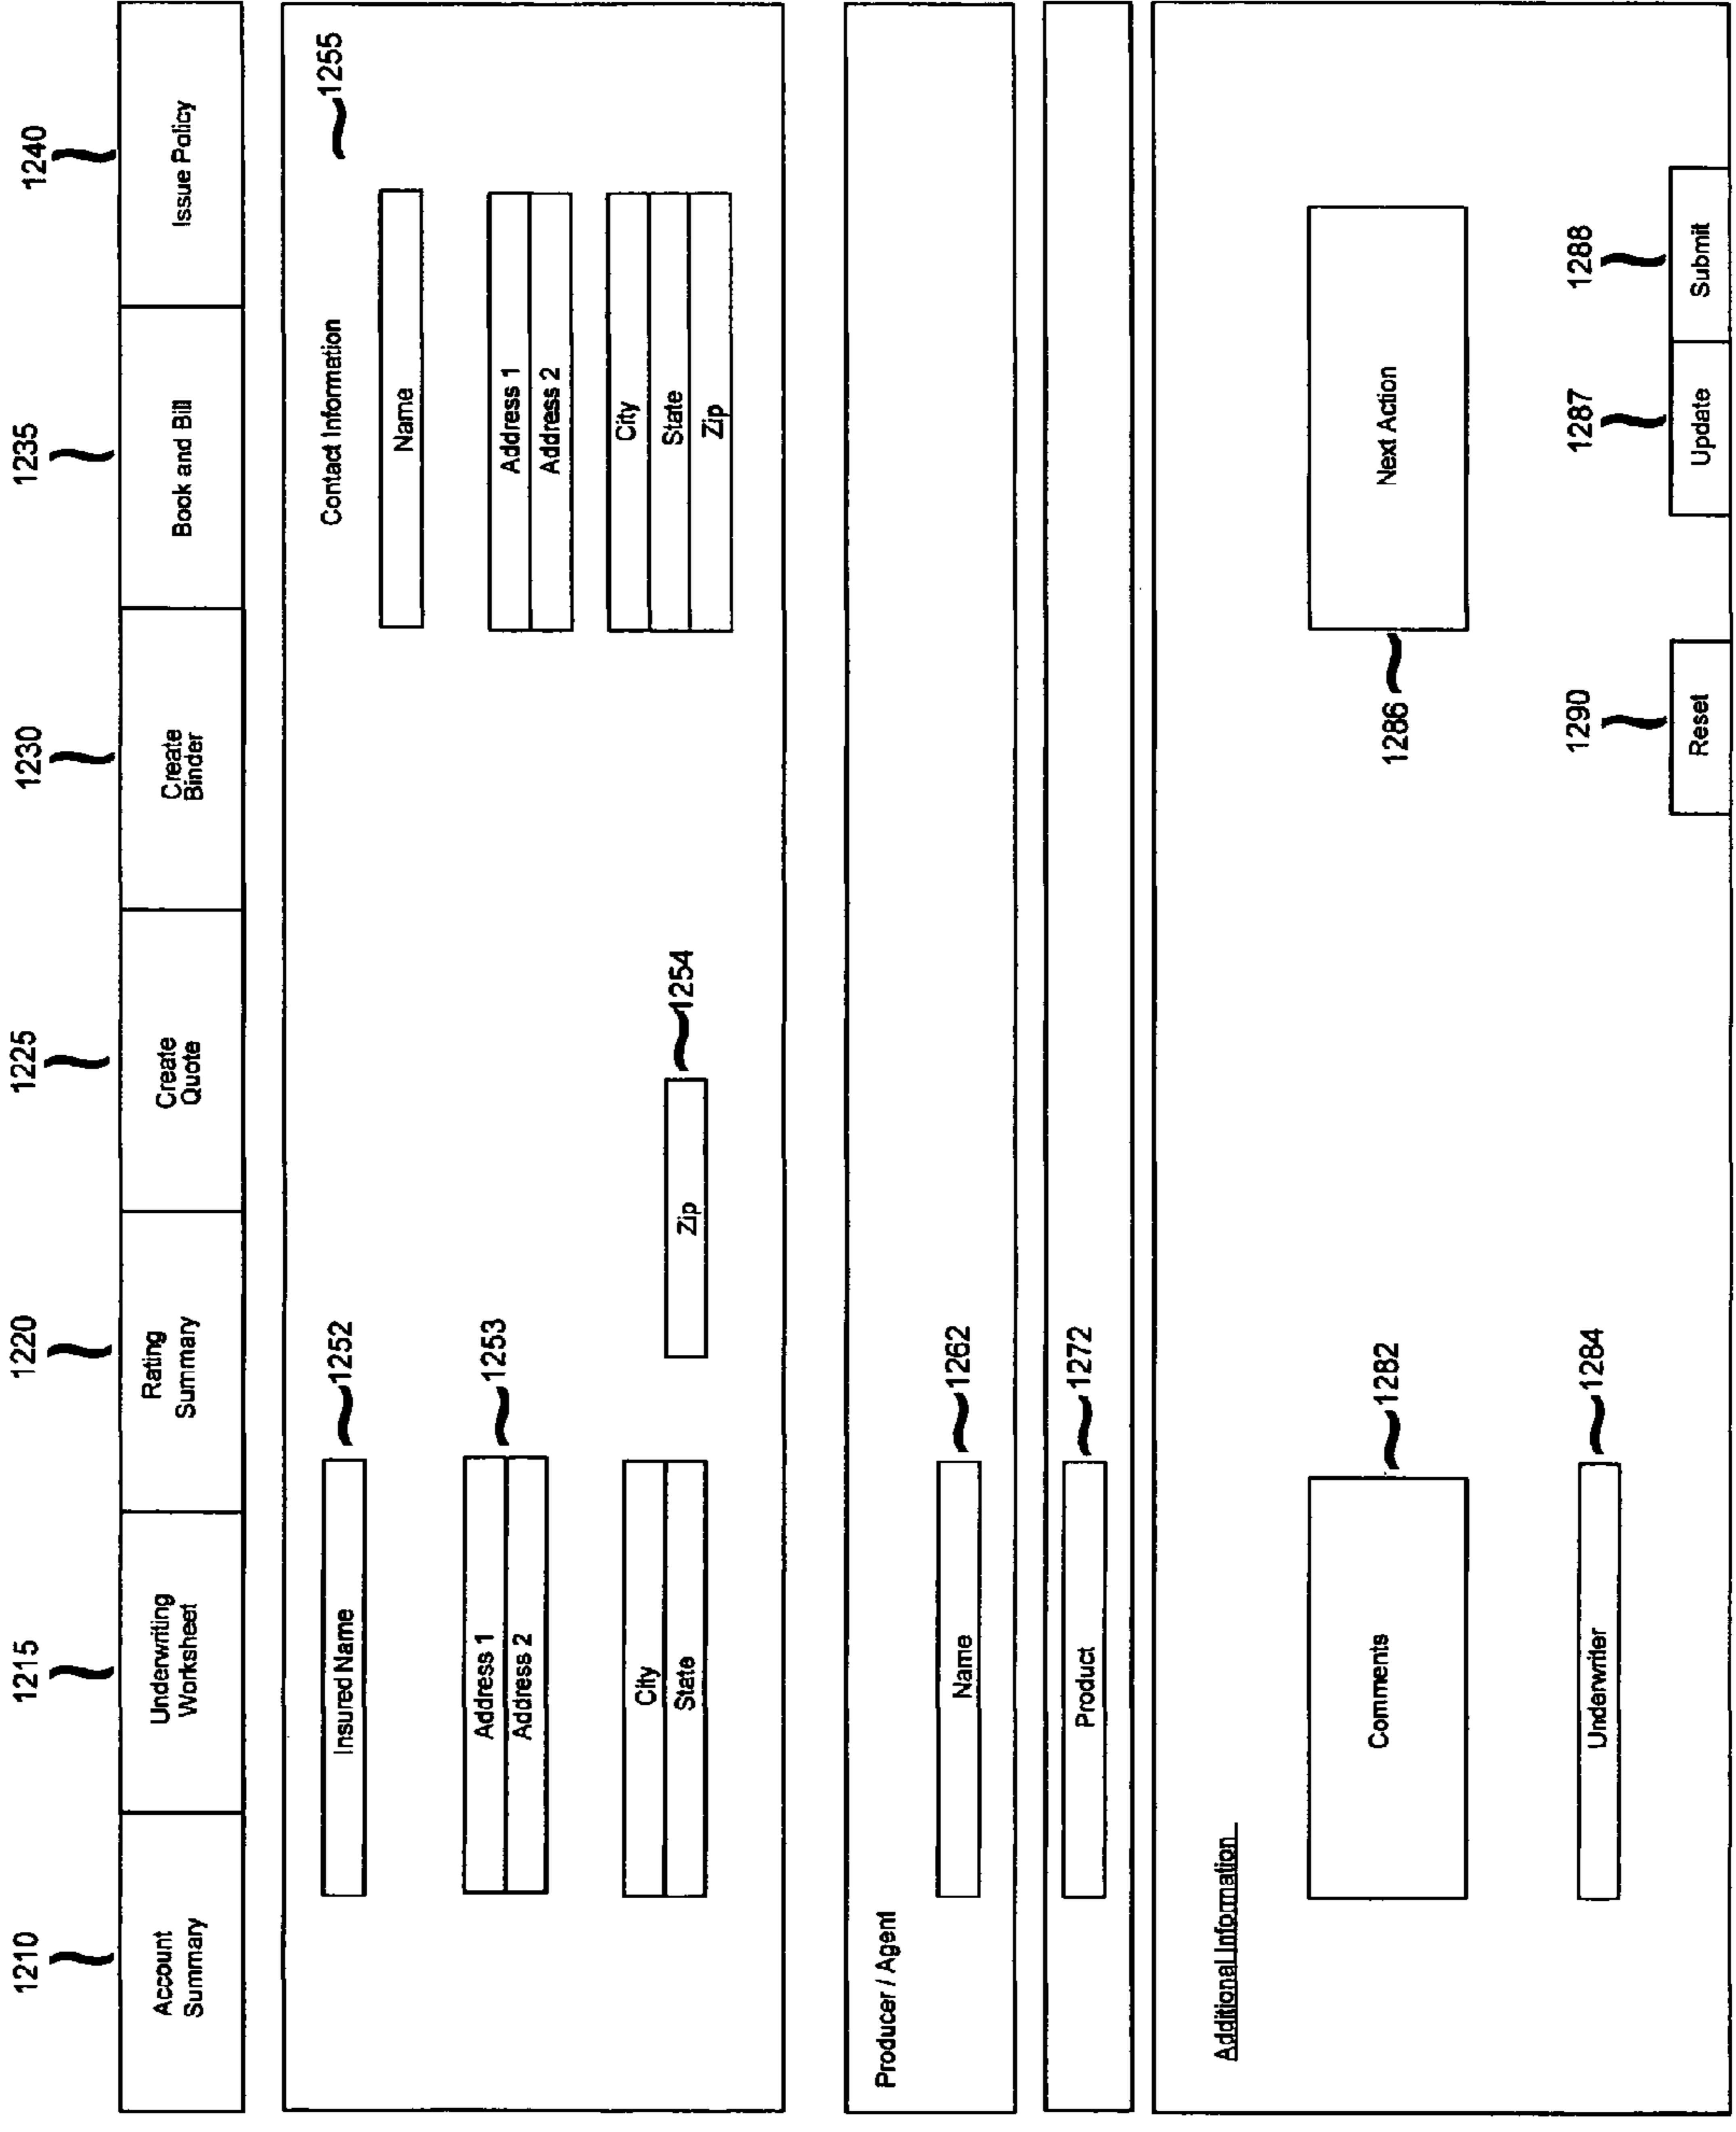 1210
1215
1220
1225
1230
1235
1240
Account
Summary
Underwriting
Worksheet
Rating
Summary
Create
Quote
Create
Binder
Book and Bill
Issue Policy
Insured Name
1252
Contact Information
1255
Name
Address 1
Address 2
1253
Address 1
Address 2
City
State
Zip
1254
City
State
Zip
Producer / Agent
Name
1262
Product
1272
Additional Information
Comments
1282
1286
Next Action
Underwriter
1284
1290
1287
1288
Reset
Update
Submit